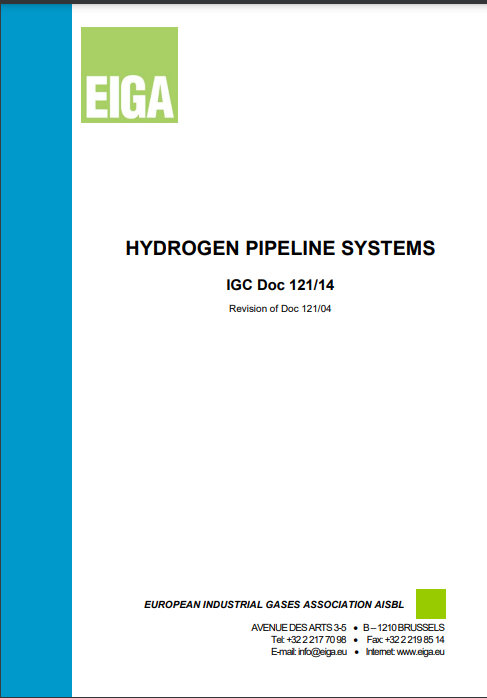 EIGA
HYDROGEN PIPELINE SYSTEMS
IGC Doc 121/14
Revision of Doc 121/04
EUROPEAN INDUSTRIAL GASES ASSOCIATION AISBL
AVENUE DES ARTS 3-5 • B – 1210 BRUSSELS
Tel: +32 2 217 70 98 • Fax: +32 2 219 85 14
E-mail: info@eiga.eu • Internet: www.eiga.eu